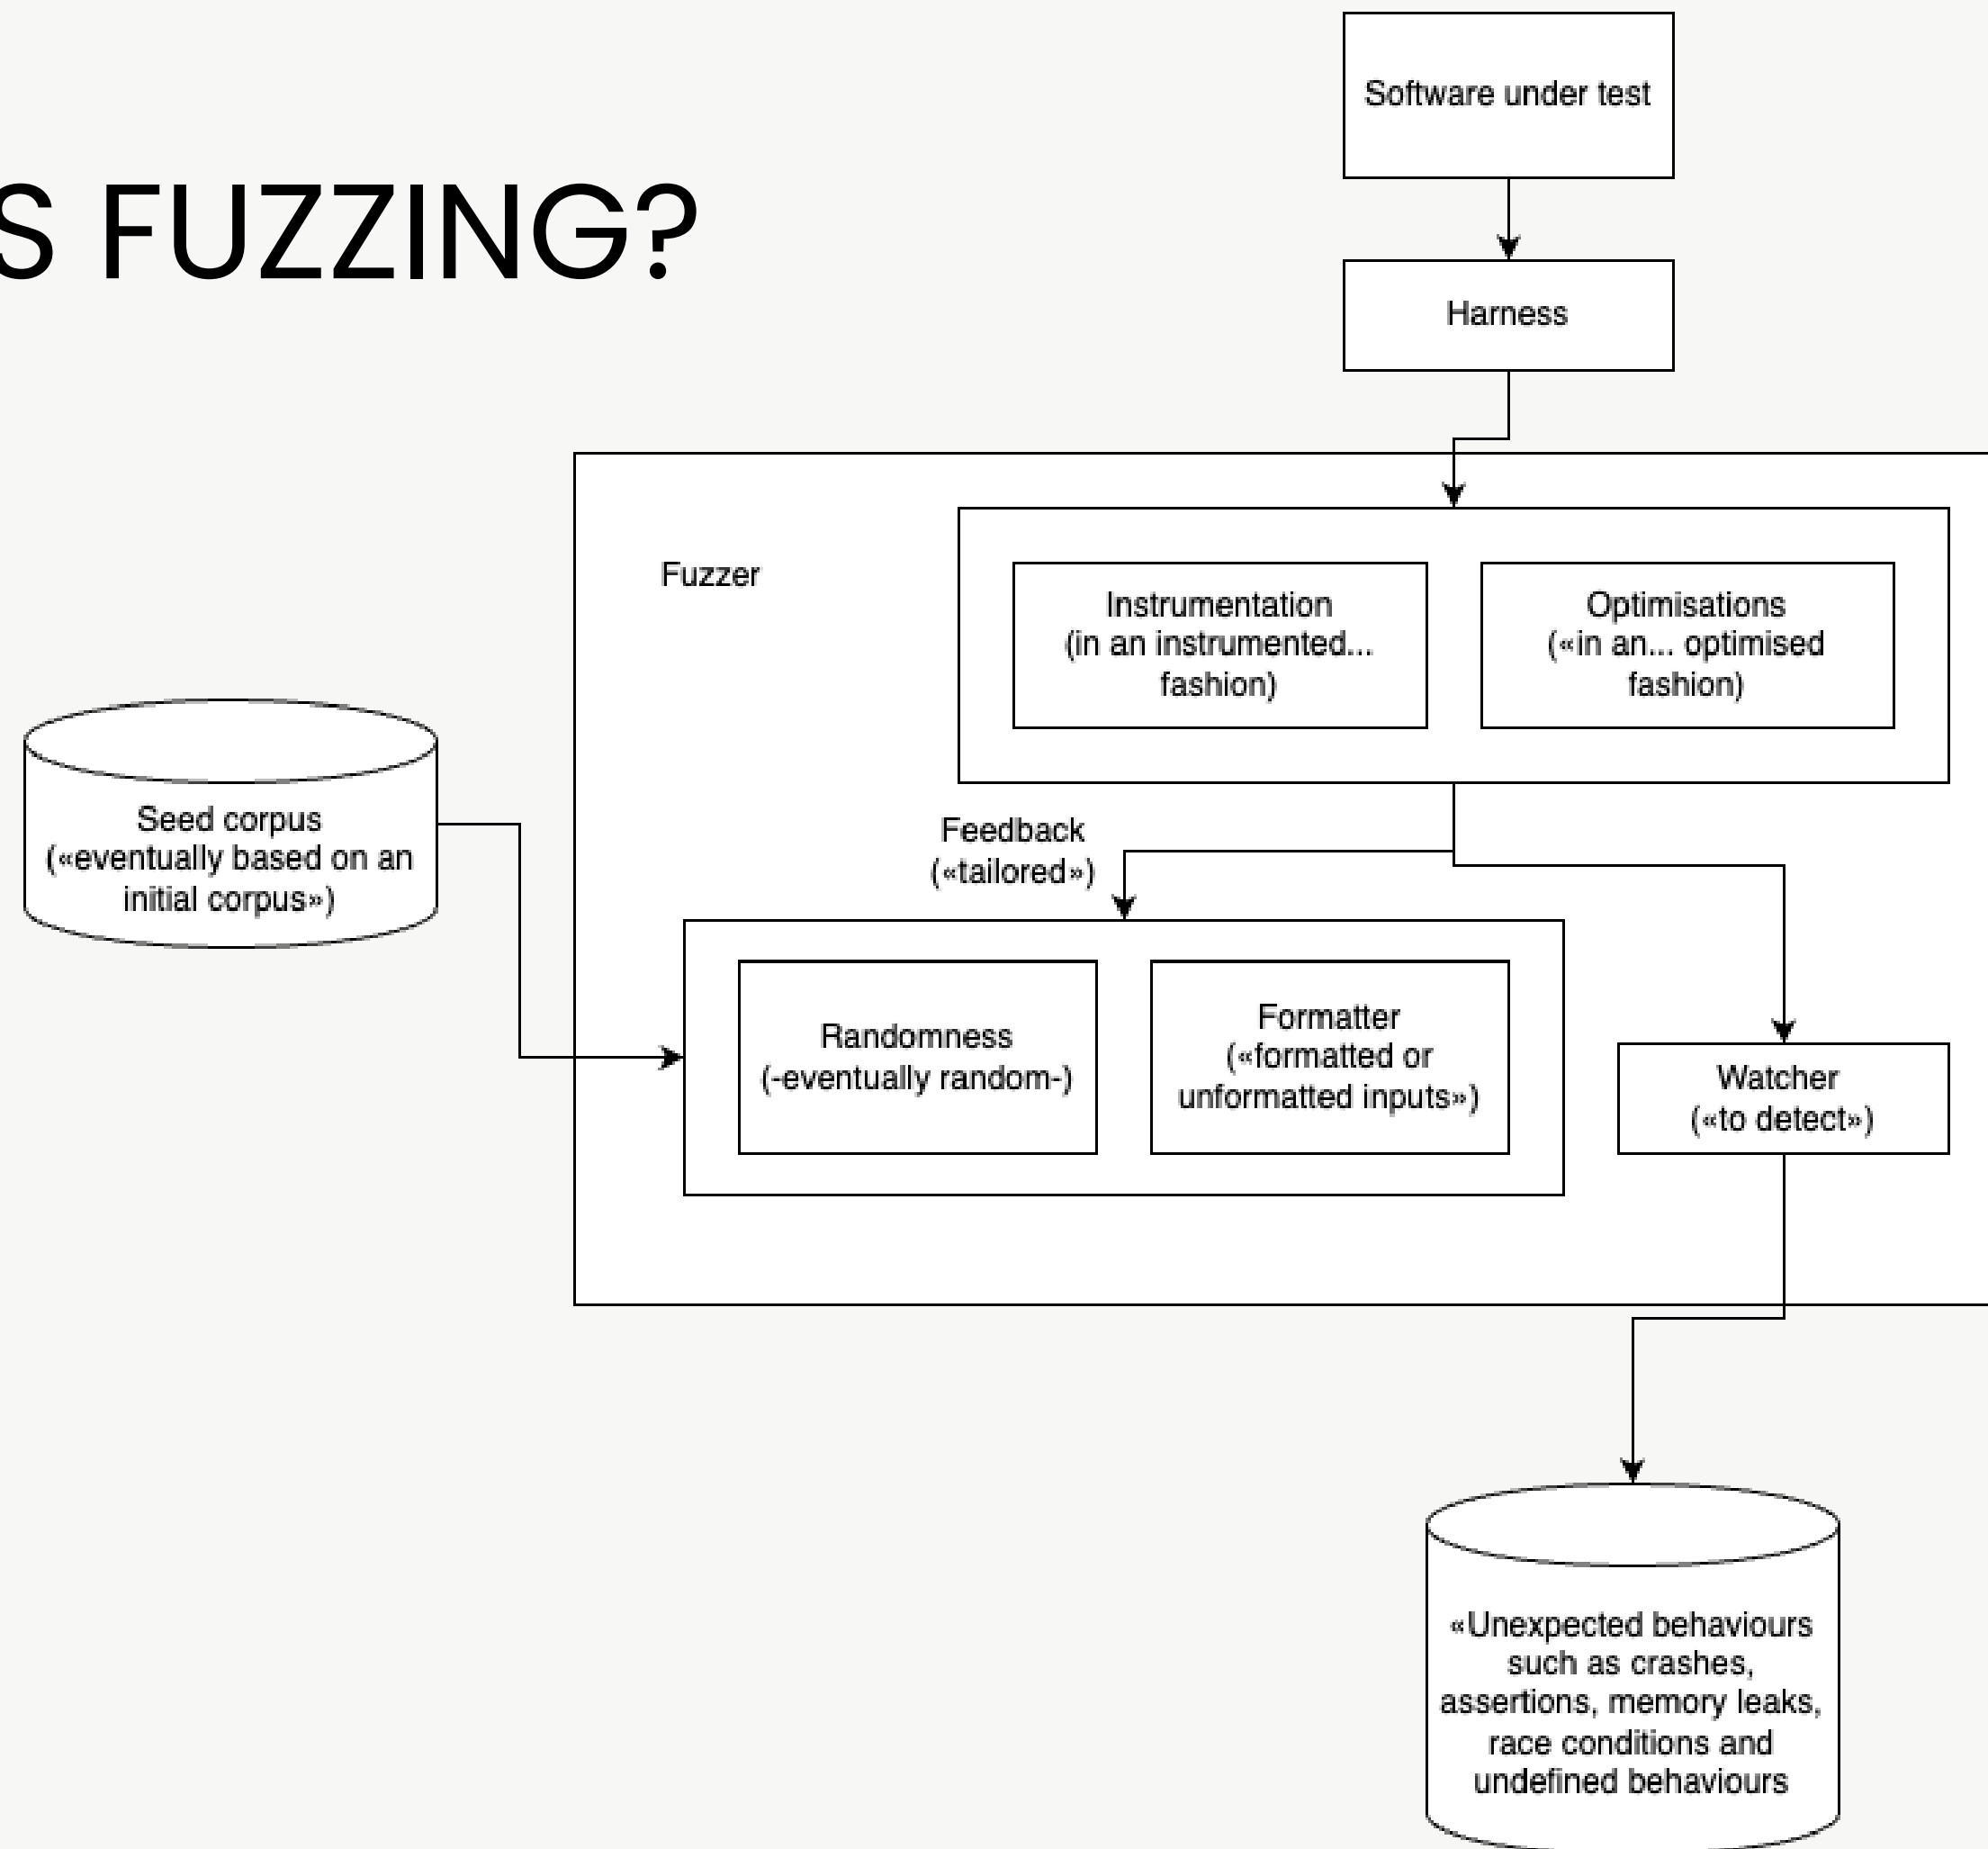 S FUZZING?
Software under test
Harness
Fuzzer
Instrumentation
(in an instrumented...
fashion)
Optimisations
(«in an... optimised
fashion)
Seed corpus
(«eventually based on an
initial corpus»)
Feedback
(«tailored»)
Randomness
(-eventually random-)
Formatter
(«formatted or
unformatted inputs»)
Watcher
(«to detect»)
«Unexpected behaviours
such as crashes,
assertions, memory leaks,
race conditions and
undefined behaviours